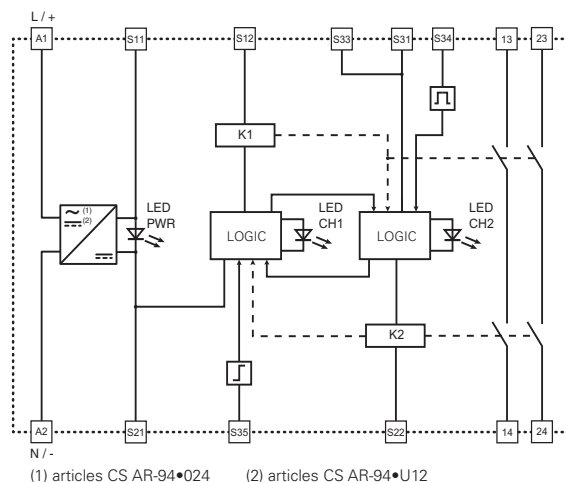 L / +
A1 S11 S12 S33 S31 S34 13 23
K1
(1)
(2)
LED
PWR
LOGIC
LED
CH1
LOGIC
LED
CH2
K2
A2 S21 S35 S22 14 24
N / -
(1) articles CS AR-94•024 (2) articles CS AR-94•U12